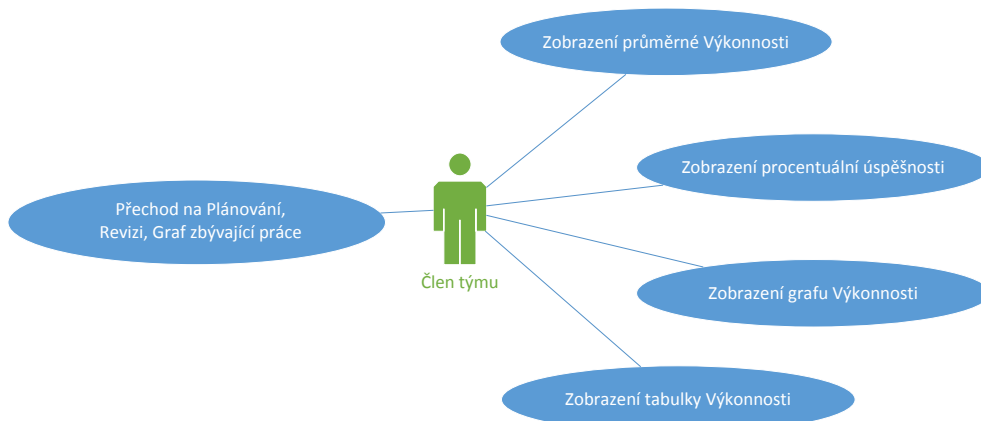 Zobrazení průměrné Výkonnosti
Zobrazení procentuální úspěšnosti
Přechod na Plánování,
Revizi, Graf zbývající práce
Člen týmu
Zobrazení grafu Výkonnosti
Zobrazení tabulky Výkonnosti